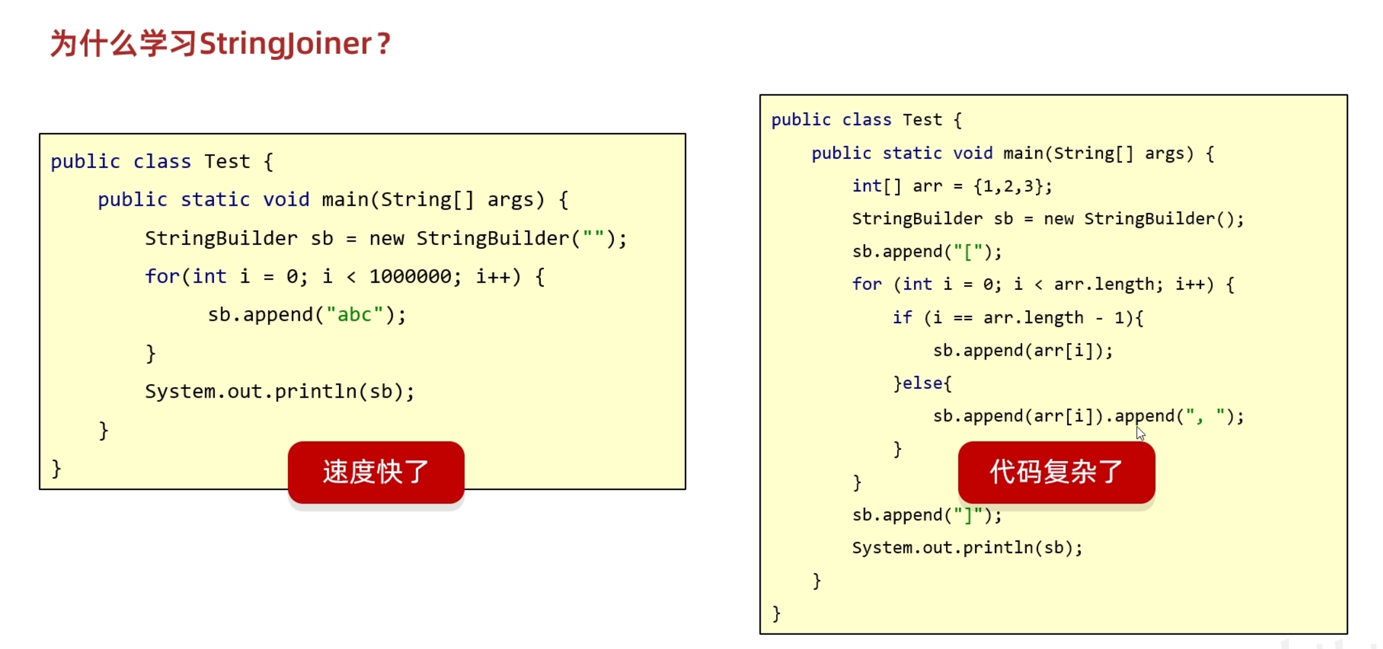 为什么学习StringJoiner?
public class Test {
    public static void main(String[] args) {
        StringBuilder sb = new StringBuilder("");
        for(int i = 0; i < 1000000; i++) {
            sb.append("abc");
        }
        System.out.println(sb);
    }
}
速度快了
public class Test {
    public static void main(String[] args) {
        int[] arr = {1,2,3};
        StringBuilder sb = new StringBuilder();
        sb.append("[");
        for (int i = 0; i < arr.length; i++) {
            if (i == arr.length - 1){
                sb.append(arr[i]);
            }else{
                sb.append(arr[i]).append(", ");
            }
        }
        sb.append("]");
        System.out.println(sb);
    }
}
代码复杂了